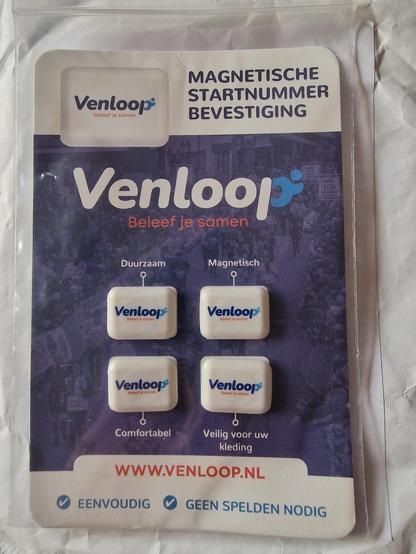 Venloop
Beleef je samen
MAGNETISCHE
STARTNUMMER
BEVESTIGING
Venloop
Beleef je samen
Duurzaam
Magnetisch
Venloop
Beleef je samen
Venloop
Beleef je samen
Venloop
Beleef je samen
Venloop
Beleef je samen
Comfortabel
Veilig voor uw
kleding
WWW.VENLOOP.NL
EENVOUDIG
GEEN SPELDEN NODIG